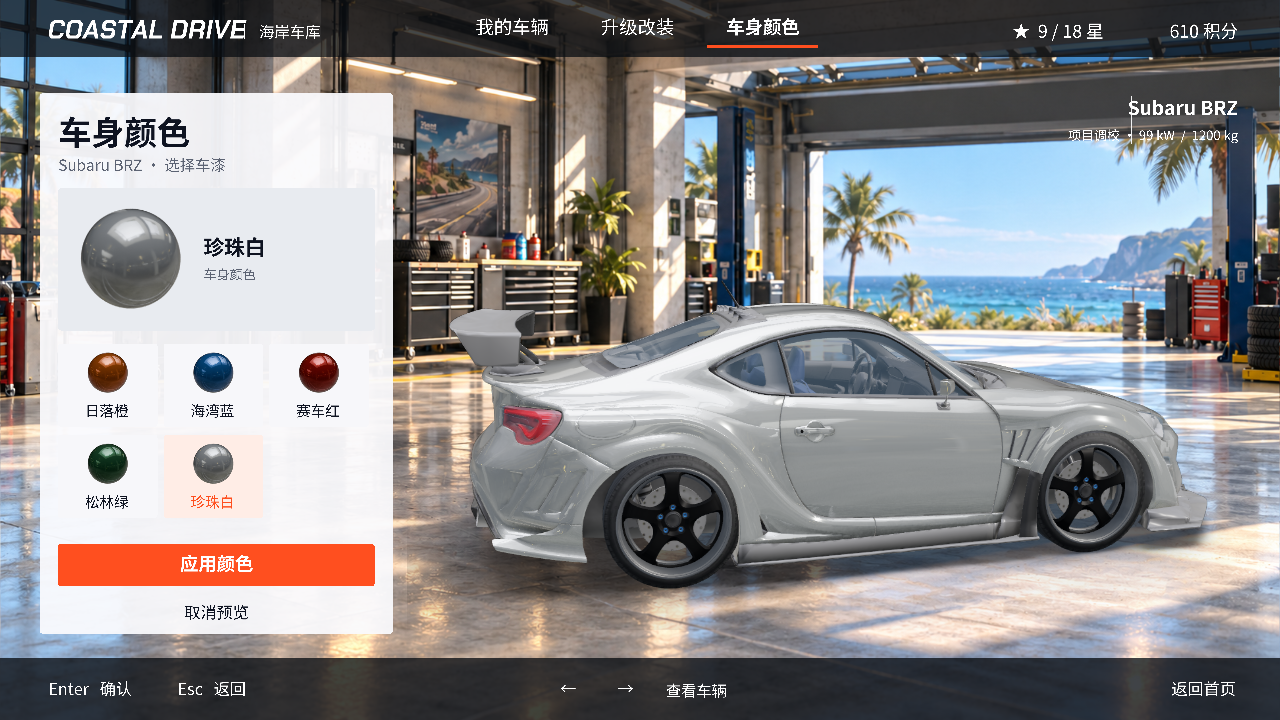 COASTAL DRIVE 海岸车库
我的车辆 升级改装 车身颜色
★ 9 / 18 星 610 积分
Subaru BRZ
项目调校 · 99 kW / 1200 kg
车身颜色
Subaru BRZ · 选择车漆
珍珠白
车身颜色
日落橙 海湾蓝 赛车红
松林绿 珍珠白
应用颜色
取消预览
Enter 确认 Esc 返回 ← → 查看车辆 返回首页